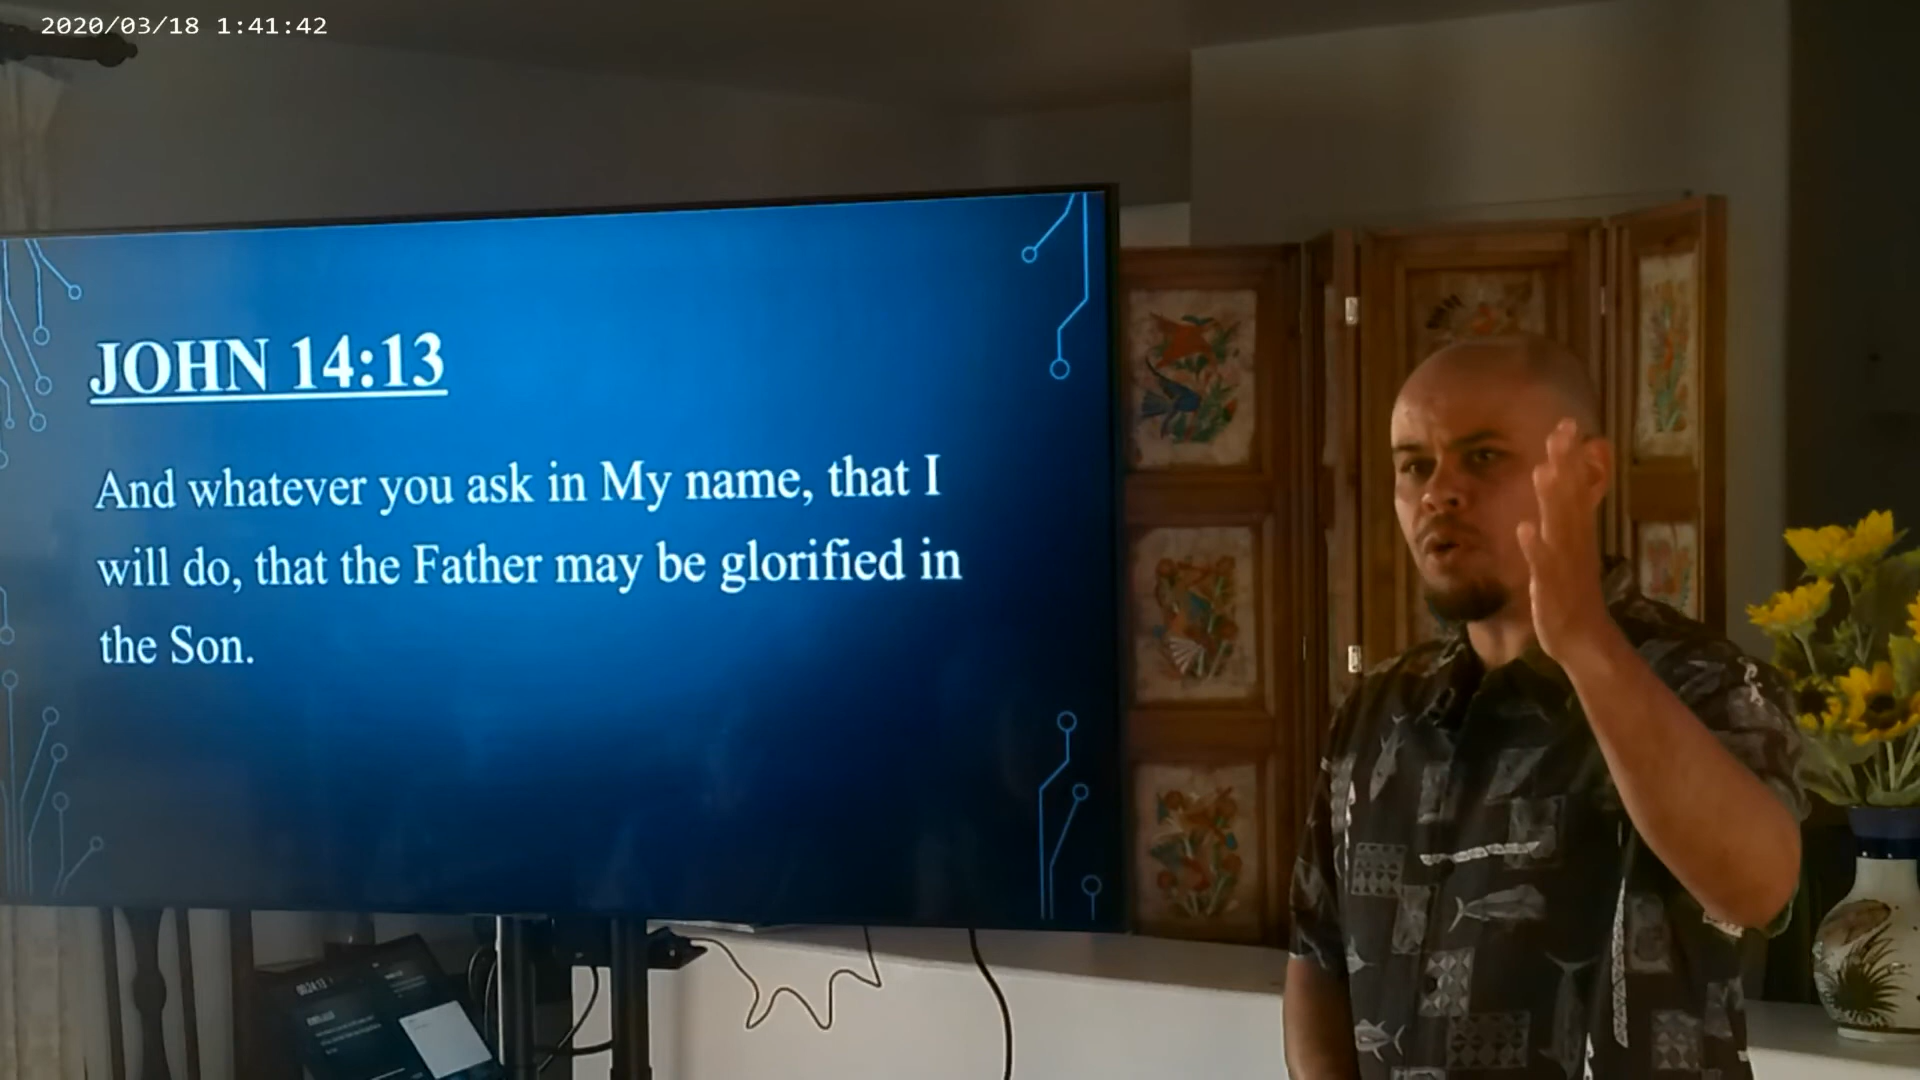 2020/03/18 1:41:42
JOHN 14:13
And whatever you ask in My name, that I
will do, that the Father may be glorified in
the Son.